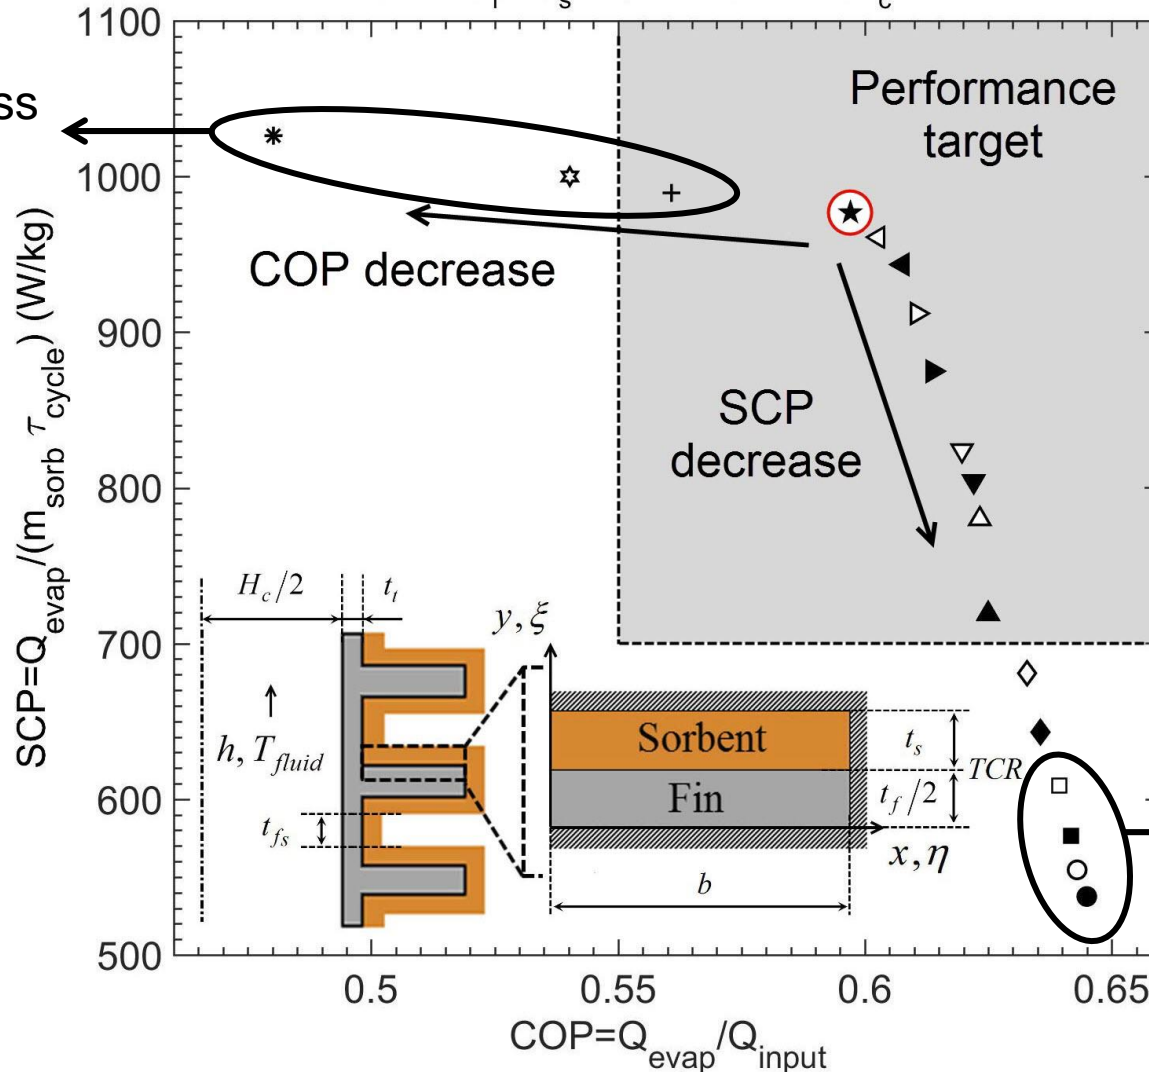 1100
Performance
target
ss
1000
COP decrease
900
SCP
decrease
800
700
600
500
SCP=Q_evap/(m_sorb τ_cycle) (W/kg)
H_c/2
t_t
y, ξ
h, T_fluid
t_fs
Sorbent
Fin
t_s
TCR
t_f/2
x, η
b
0.5
0.55
0.6
0.65
COP=Q_evap/Q_input